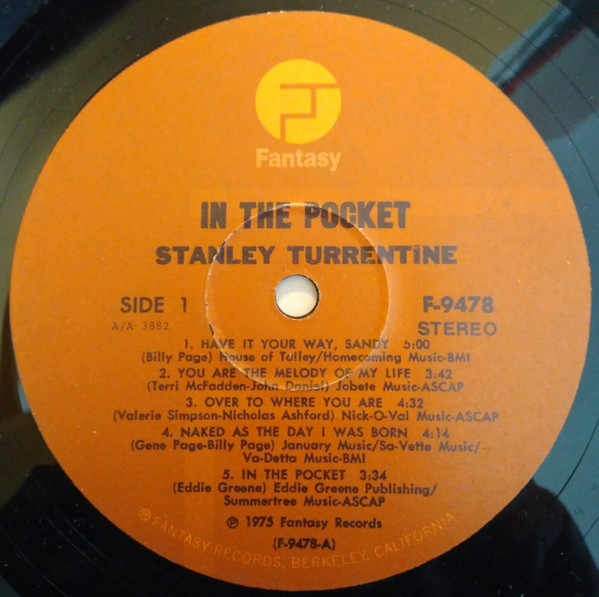 Fantasy
IN THE POCKET
STANLEY TURRENTINE
SIDE 1
A/A 3882
F-9478
STEREO
1. HAVE IT YOUR WAY, SANDY 5:00
(Billy Page) House of Tulley/Homecoming Music-BMI
2. YOU ARE THE MELODY OF MY LIFE 3:42
(Terri McFadden-John Daniel) Jobete Music-ASCAP
3. OVER TO WHERE YOU ARE 4:32
(Valerie Simpson-Nicholas Ashford) Nick-O-Val Music-ASCAP
4. NAKED AS THE DAY I WAS BORN 4:14
(Gene Page-Billy Page) January Music/Sa-Vette Music/
Va-Detta Music-BMI
5. IN THE POCKET 3:34
(Eddie Greene) Eddie Greene Publishing/
Summertree Music-ASCAP
℗ 1975 Fantasy Records
(F-9478-A)
® FANTASY RECORDS, BERKELEY, CALIFORNIA